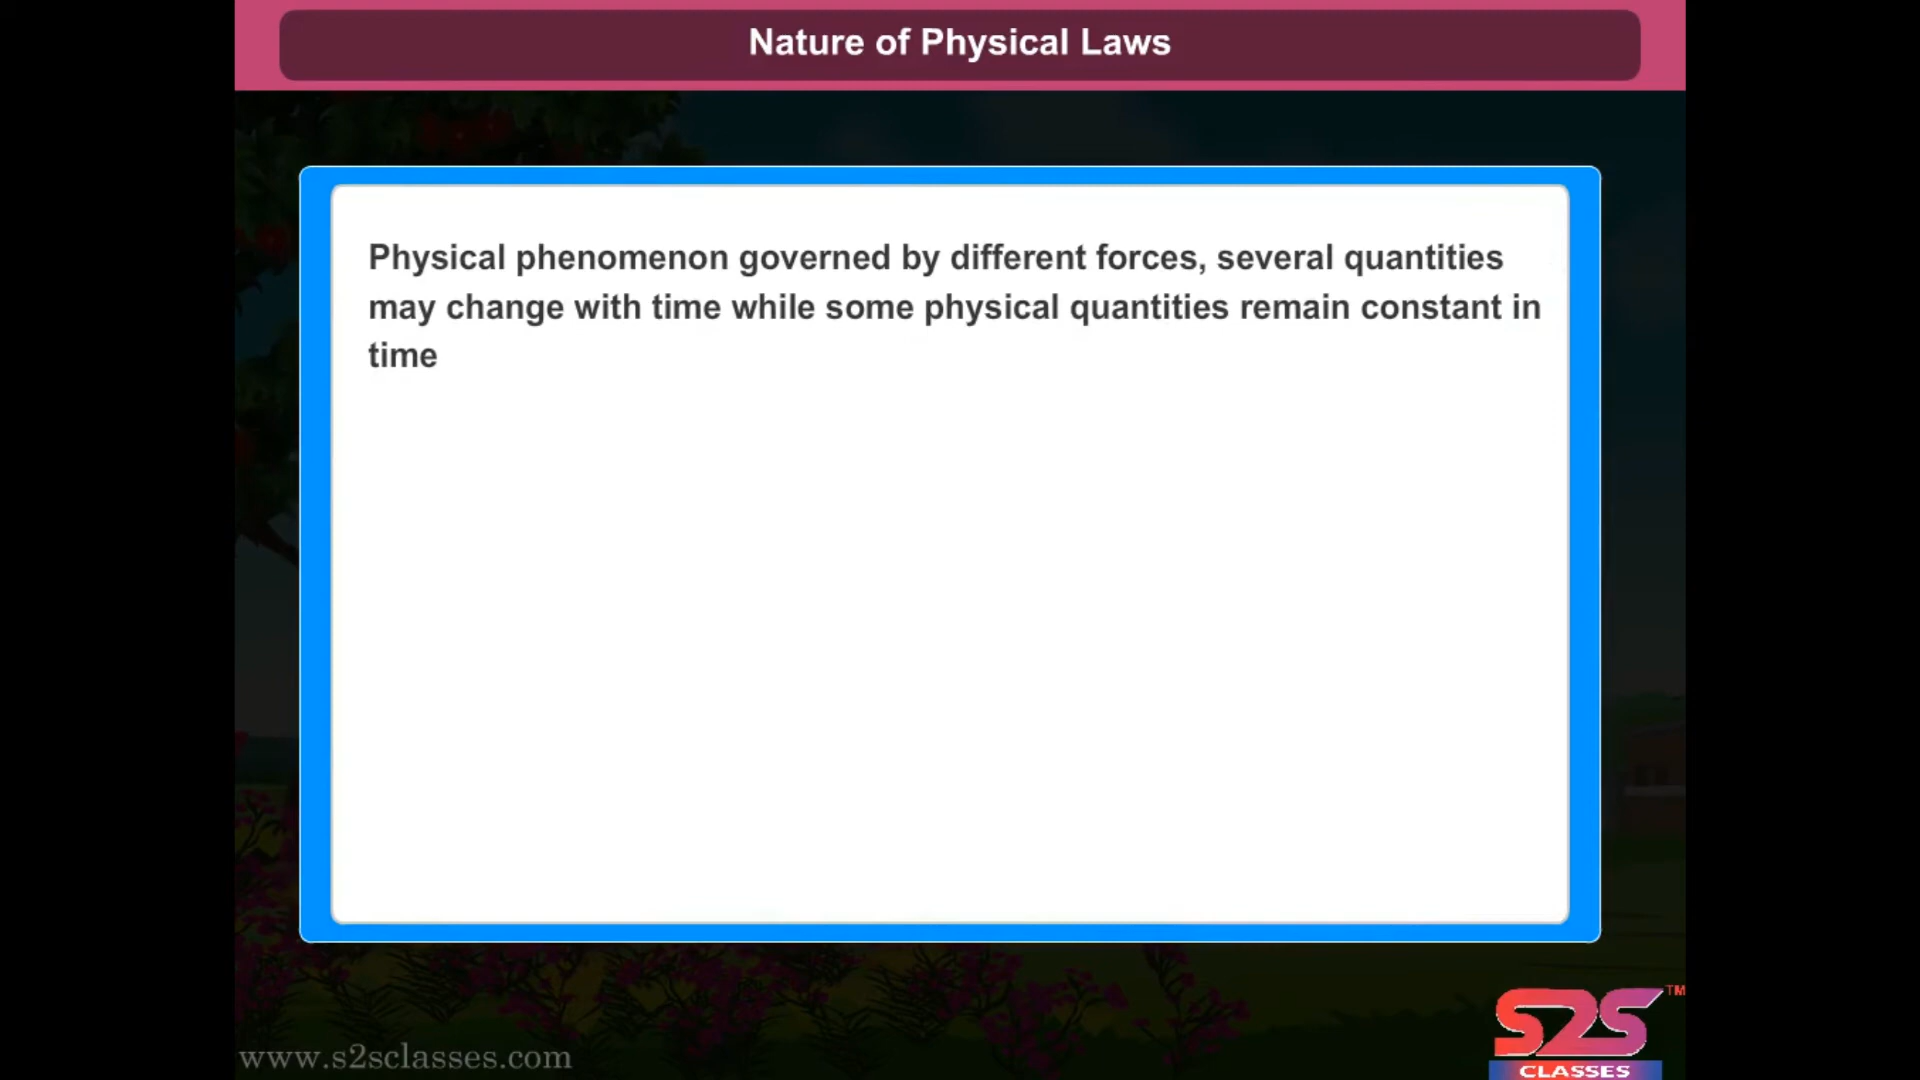 Nature of Physical Laws
Physical phenomenon governed by different forces, several quantities
may change with time while some physical quantities remain constant in
time
www.s2sclasses.com
S2S TM
CLASSES